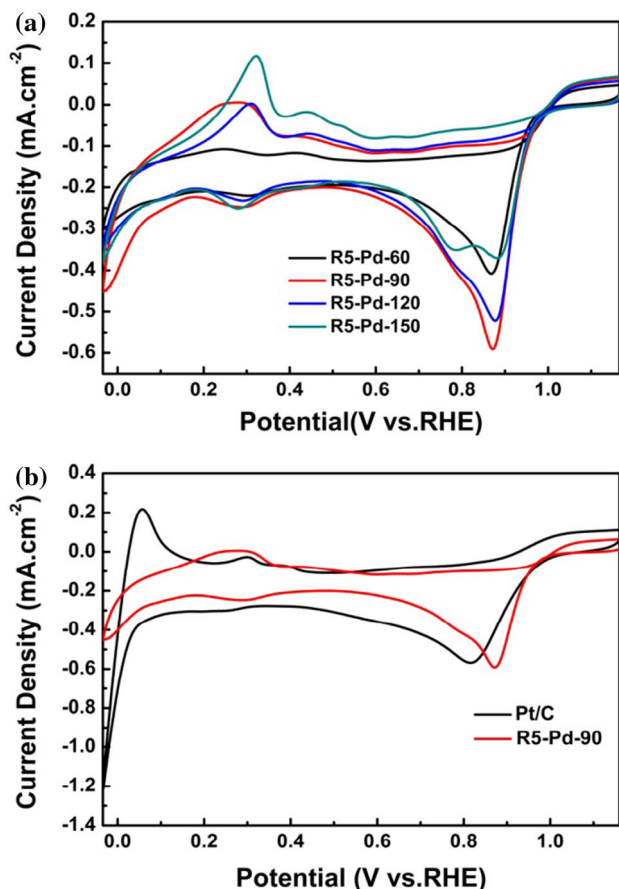 (a)
0.2
0.1
0.0
-0.1
-0.2
-0.3
-0.4
-0.5
-0.6
Current Density (mA.cm-2)
R5-Pd-60
R5-Pd-90
R5-Pd-120
R5-Pd-150
0.0 0.2 0.4 0.6 0.8 1.0
Potential(V vs.RHE)
(b)
0.4
0.2
0.0
-0.2
-0.4
-0.6
-0.8
-1.0
-1.2
-1.4
Current Density (mA.cm-2)
Pt/C
R5-Pd-90
0.0 0.2 0.4 0.6 0.8 1.0
Potential (V vs.RHE)